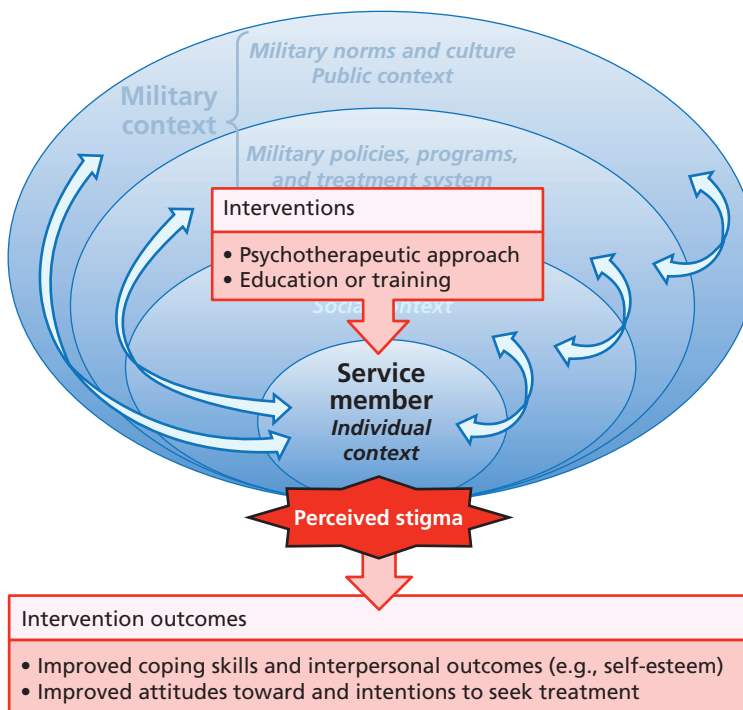 Military norms and culture
Public context
Military
context
Military policies, programs,
and treatment system
Interventions
• Psychotherapeutic approach
• Education or training
Social context
Service
member
Individual
context
Perceived stigma
Intervention outcomes
• Improved coping skills and interpersonal outcomes (e.g., self-esteem)
• Improved attitudes toward and intentions to seek treatment